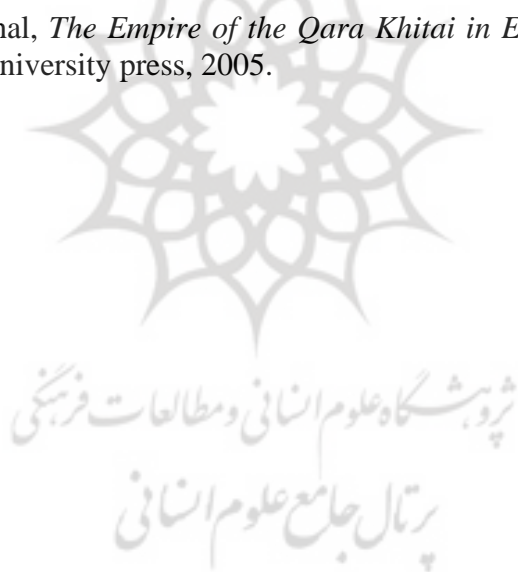 nal, The Empire of the Qara Khitai in E
niversity press, 2005.
پژوهشگاه علوم انسانی و مطالعات فرهنگی
پرتال جامع علوم انسانی